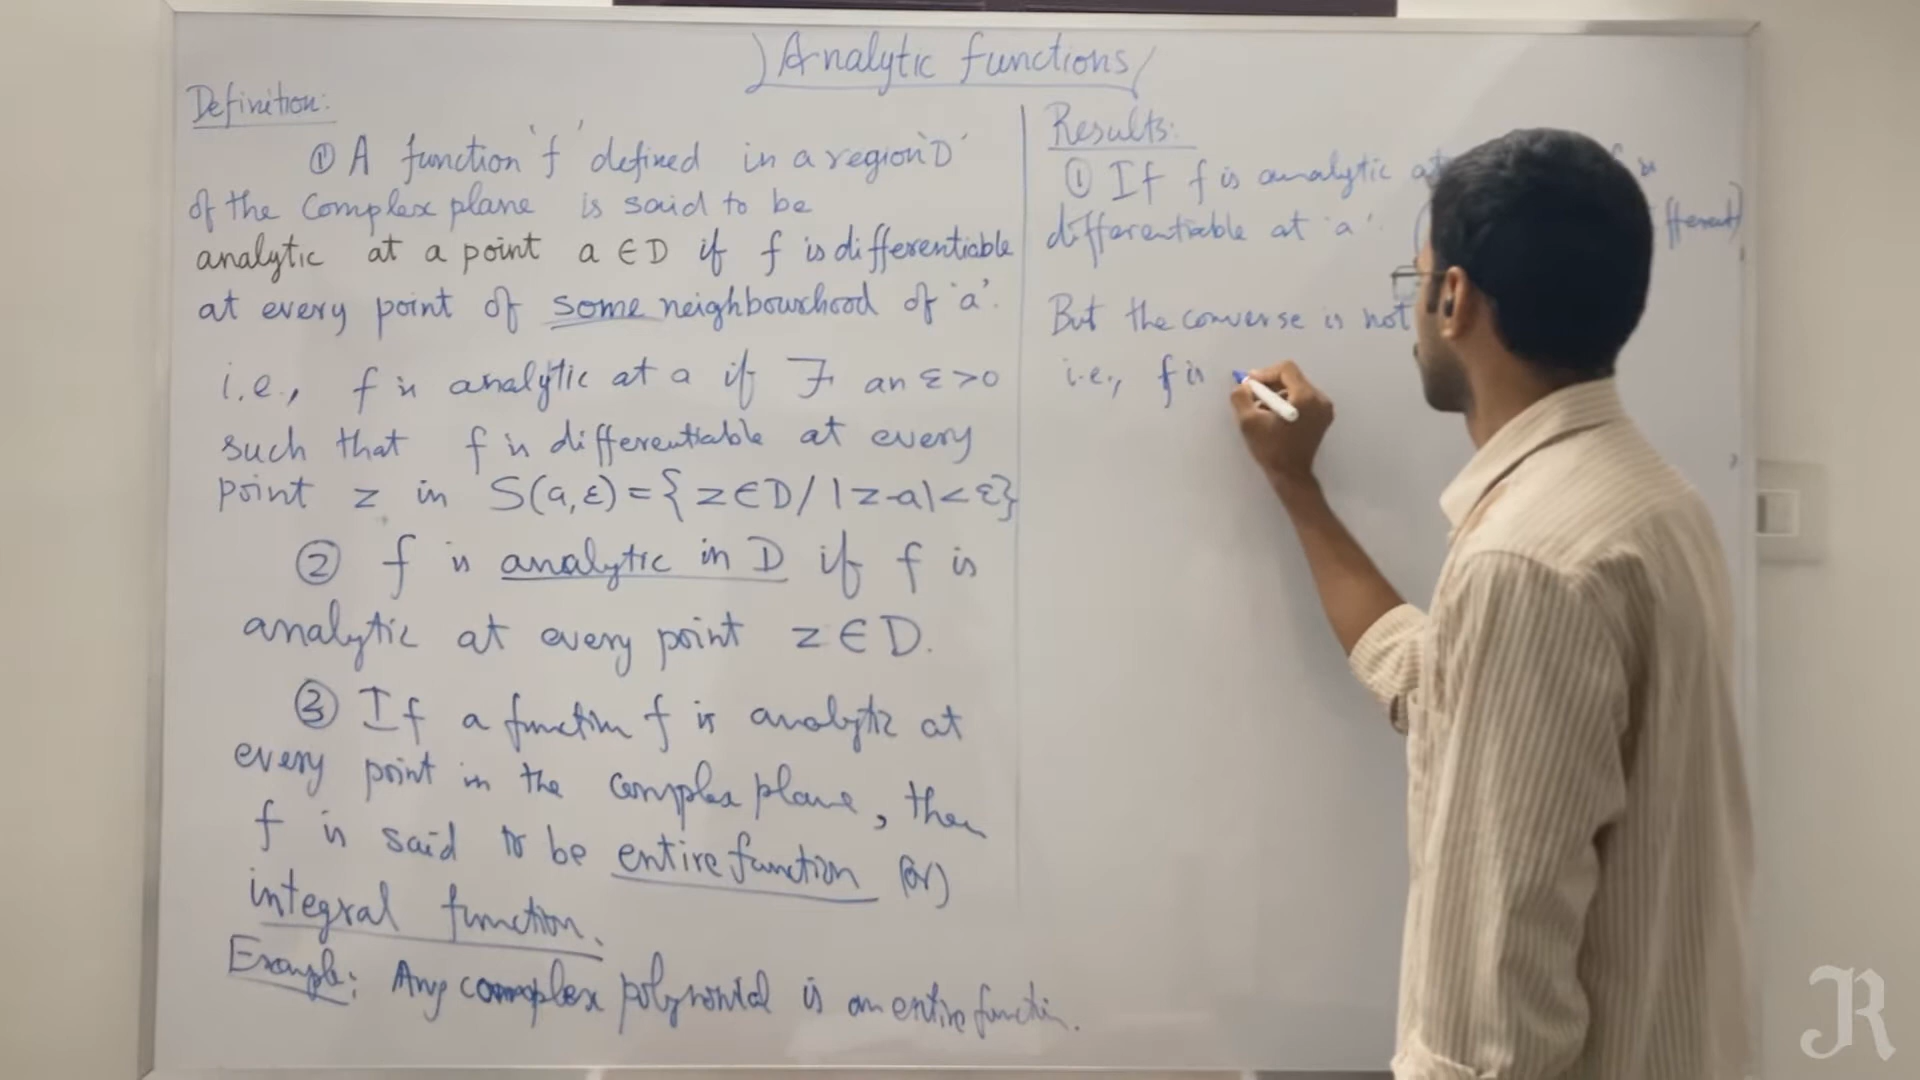 Analytic functions
Definition:
① A function 'f' defined in a region 'D'
of the complex plane is said to be
analytic at a point a ∈ D if f is differentiable
at every point of some neighbourhood of 'a'.
i.e., f is analytic at a if ∃ an ε > 0
such that f is differentiable at every
point z in S(a, ε) = { z ∈ D / |z-a| < ε}
② f is analytic in D if f is
analytic at every point z ∈ D.
③ If a function f is analytic at
every point in the complex plane, then
f is said to be entire function (or)
integral function.
Example: Any complex polynomial is an entire function.
Results:
① If f is analytic at
differentiable at 'a'. (
But the converse is not
i.e., f is
R